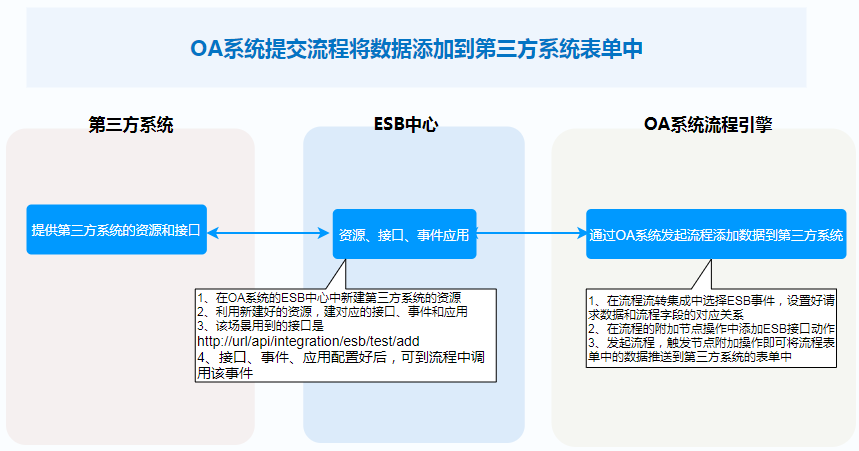 OA系统提交流程将数据添加到第三方系统表单中
第三方系统
ESB中心
OA系统流程引擎
提供第三方系统的资源和接口
资源、接口、事件应用
通过OA系统发起流程添加数据到第三方系统
1、在OA系统的ESB中心中新建第三方系统的资源
2、利用新建好的资源，建对应的接口、事件和应用
3、该场景用到的接口是
http://url/api/integration/esb/test/add
4、接口、事件、应用配置好后，可到流程中调
用该事件
1、在流程流转集成中选择ESB事件，设置好请
求数据和流程字段的对应关系
2、在流程的附加节点操作中添加ESB接口动作
3、发起流程，触发节点附加操作即可将流程表
单中的数据推送到第三方系统的表单中